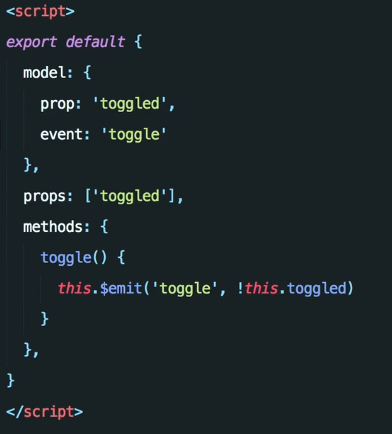 <script>
export default {
  model: {
    prop: 'toggled',
    event: 'toggle'
  },
  props: ['toggled'],
  methods: {
    toggle() {
      this.$emit('toggle', !this.toggled)
    }
  },
}
</script>